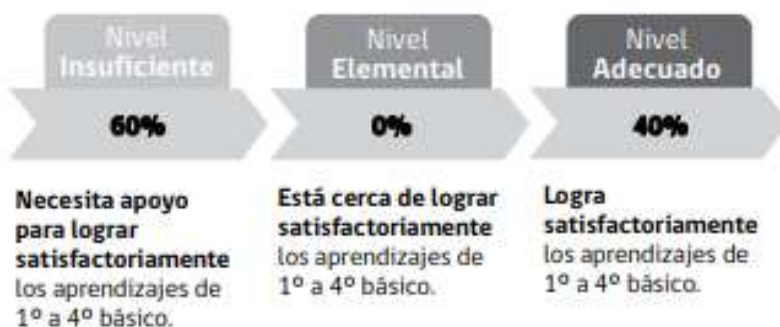 Nivel
Insuficiente
60%
Necesita apoyo
para lograr
satisfactoriamente
los aprendizajes de
1º a 4º básico.
Nivel
Elemental
0%
Está cerca de lograr
satisfactoriamente
los aprendizajes de
1º a 4º básico.
Nivel
Adecuado
40%
Logra
satisfactoriamente
los aprendizajes de
1º a 4º básico.